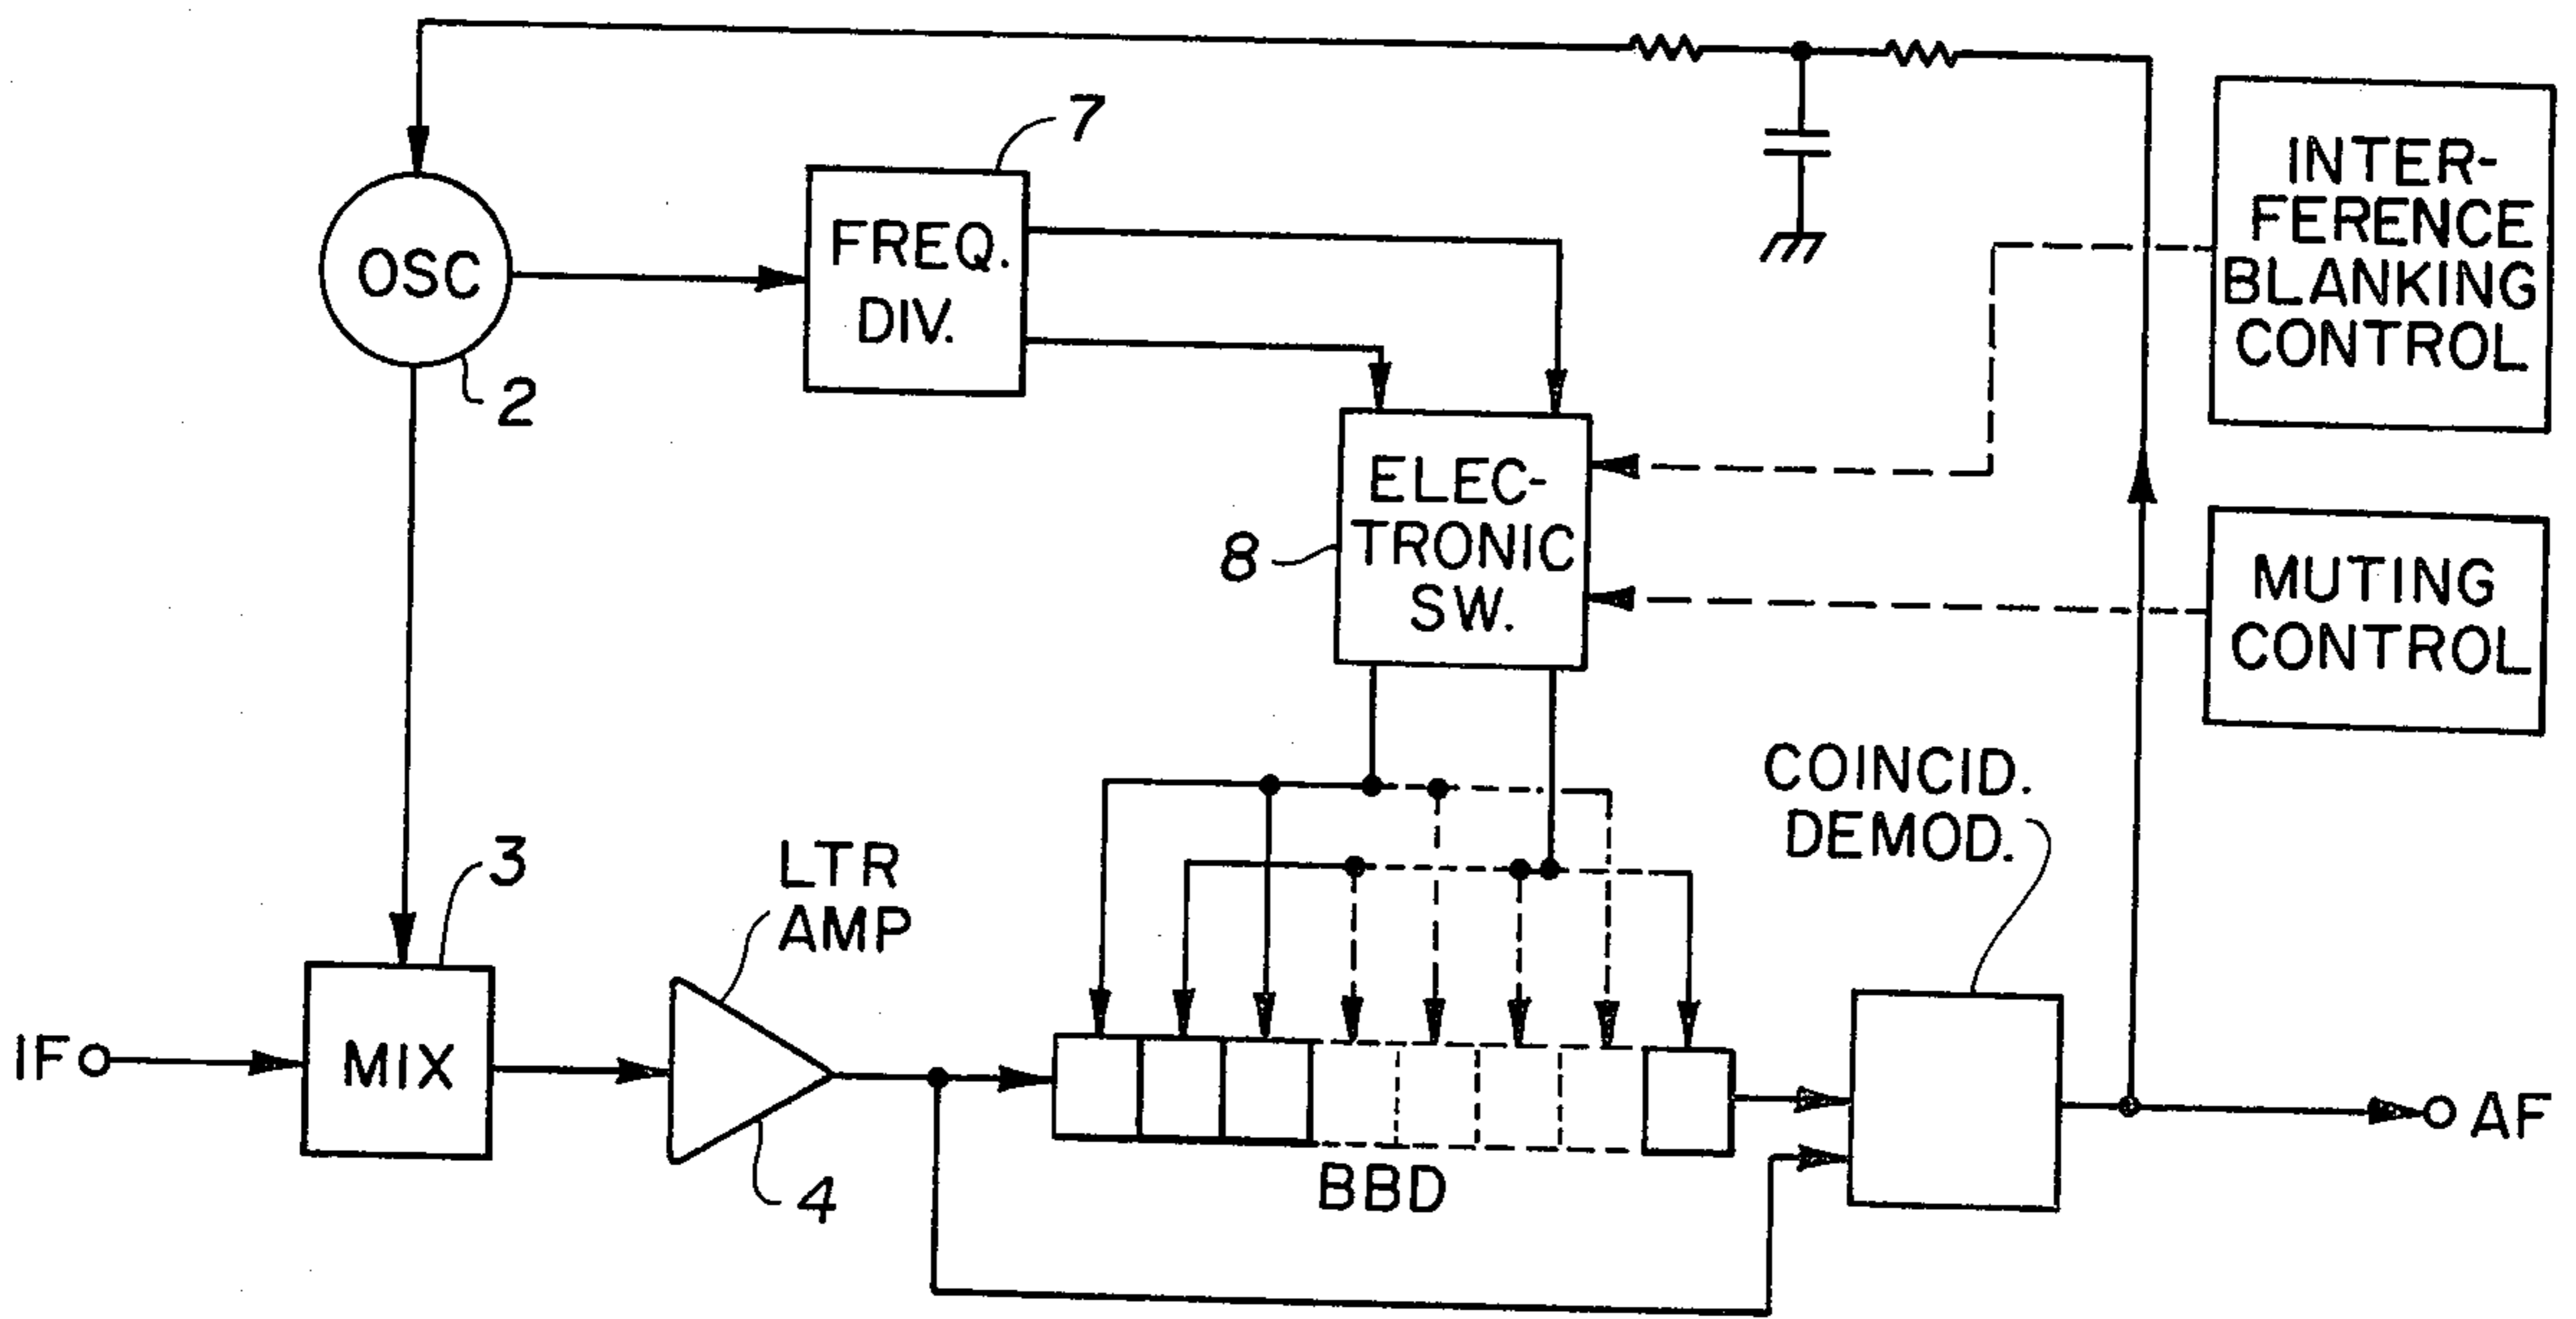 7
INTER-
FERENCE
BLANKING
CONTROL
OSC
FREQ.
DIV.
2
ELEC-
TRONIC
SW.
8
MUTING
CONTROL
COINCID.
DEMOD.
3
LTR
AMP
IF
MIX
4
BBD
AF